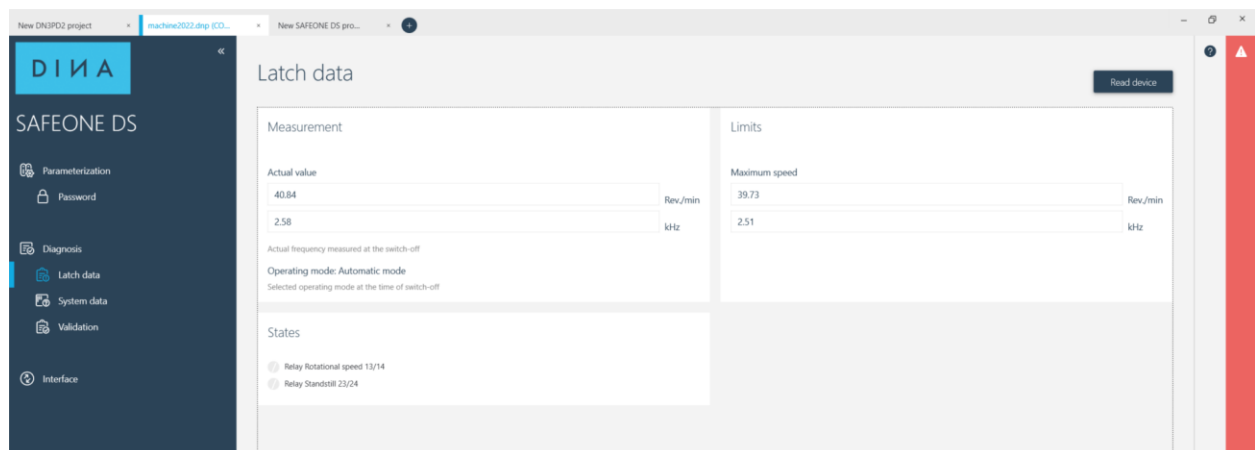 New DN3PD2 project ×
machine2022.dnp (CO... ×
New SAFEONE DS pro... ×
DINA
«
SAFEONE DS
Parameterization
Password
Diagnosis
Latch data
System data
Validation
Interface
Latch data
Read device
Measurement
Actual value
40.84 Rev./min
2.58 kHz
Actual frequency measured at the switch-off
Operating mode: Automatic mode
Selected operating mode at the time of switch-off
Limits
Maximum speed
39.73 Rev./min
2.51 kHz
States
Relay Rotational speed 13/14
Relay Standstill 23/24